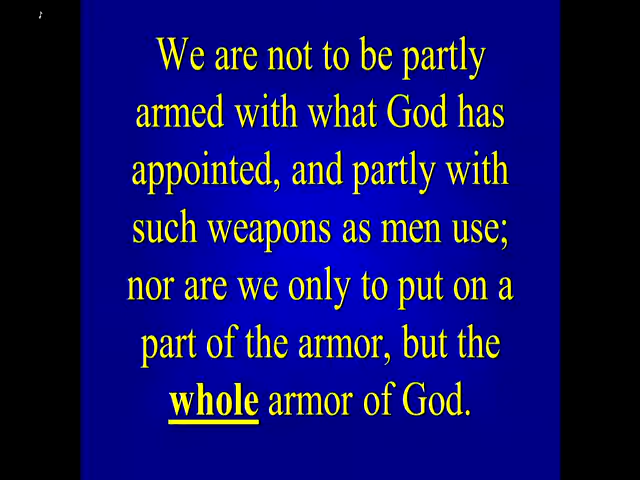 We are not to be partly
armed with what God has
appointed, and partly with
such weapons as men use;
nor are we only to put on a
part of the armor, but the
whole armor of God.